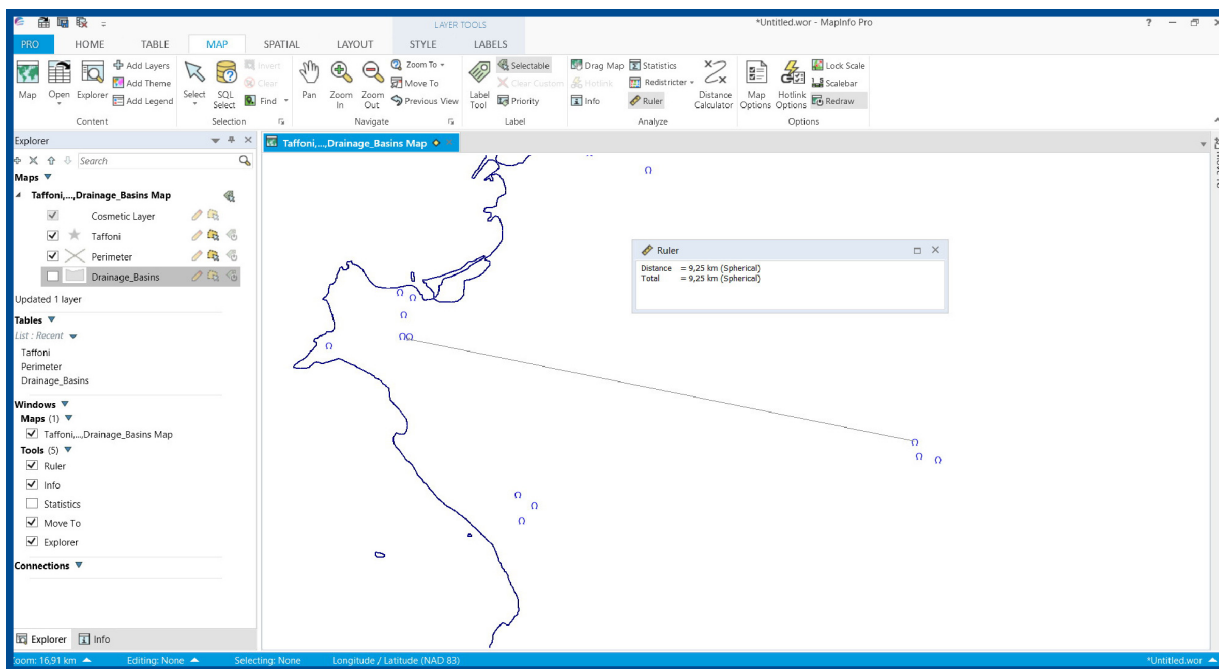 LAYER TOOLS
*Untitled.wor - MapInfo Pro
PRO HOME TABLE MAP SPATIAL LAYOUT STYLE LABELS
Map
Open
Explorer
Add Layers
Add Theme
Add Legend
Content
Select
SQL Select
Invert
Clear
Find
Selection
Pan
Zoom In
Zoom Out
Zoom To
Move To
Previous View
Navigate
Label Tool
Selectable
Clear Custom
Priority
Label
Drag Map
Hotlink
Info
Statistics
Redistricter
Ruler
Distance Calculator
Analyze
Map Options
Hotlink Options
Lock Scale
Scalebar
Redraw
Options
Explorer
Search
Maps
Taffoni,...,Drainage_Basins Map
Cosmetic Layer
Taffoni
Perimeter
Drainage_Basins
Updated 1 layer
Tables
List : Recent
Taffoni
Perimeter
Drainage_Basins
Windows
Maps (1)
Taffoni,...,Drainage_Basins Map
Tools (5)
Ruler
Info
Statistics
Move To
Explorer
Connections
Explorer Info
Taffoni,...,Drainage_Basins Map
Ruler
Distance = 9,25 km (Spherical)
Total = 9,25 km (Spherical)
Zoom: 16,91 km Editing: None Selecting: None Longitude / Latitude (NAD 83) *Untitled.wor